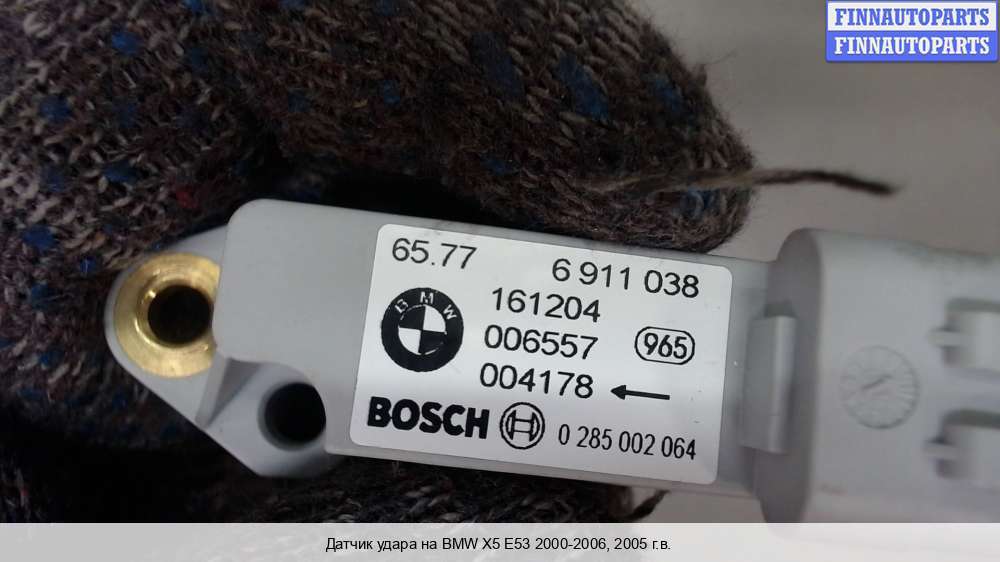 FINNAUTOPARTS
FINNAUTOPARTS
65.77 6 911 038
BMW
161204
006557 965
004178
BOSCH 0 285 002 064
Датчик удара на BMW X5 E53 2000-2006, 2005 г.в.